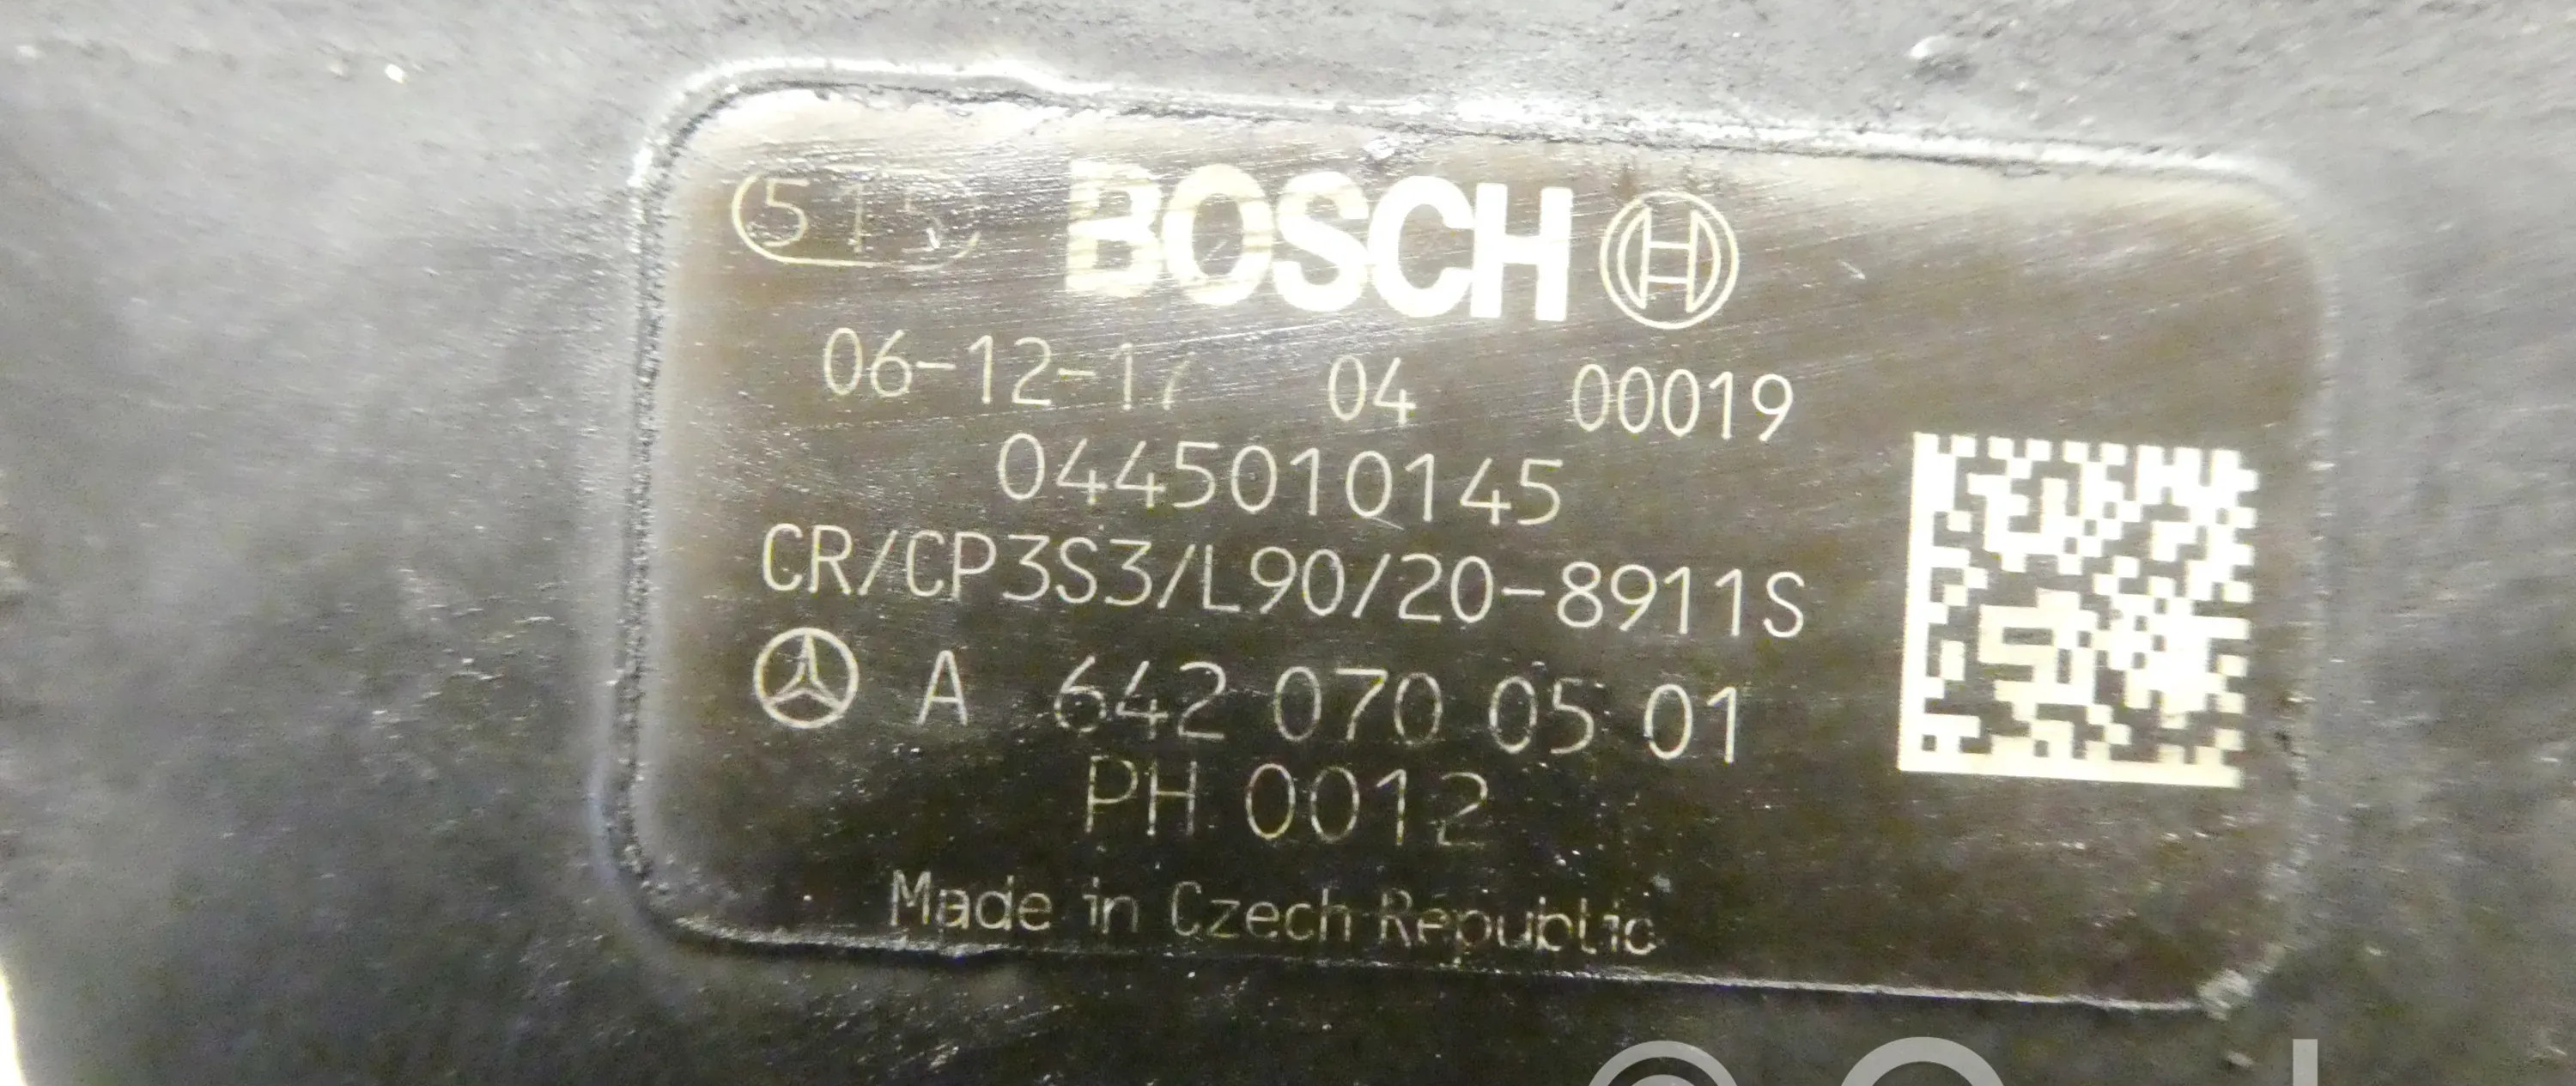 515 BOSCH
06-12-17 04 00019
0445010145
CR/CP3S3/L90/20-8911S
A 642 070 05 01
PH 0012
Made in Czech Republic